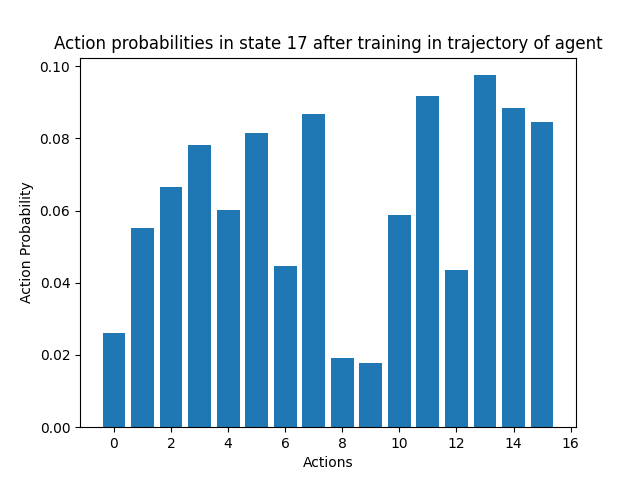 Action probabilities in state 17 after training in trajectory of agent
0.10
0.08
0.06
0.04
0.02
0.00
Action Probability
0 2 4 6 8 10 12 14 16
Actions